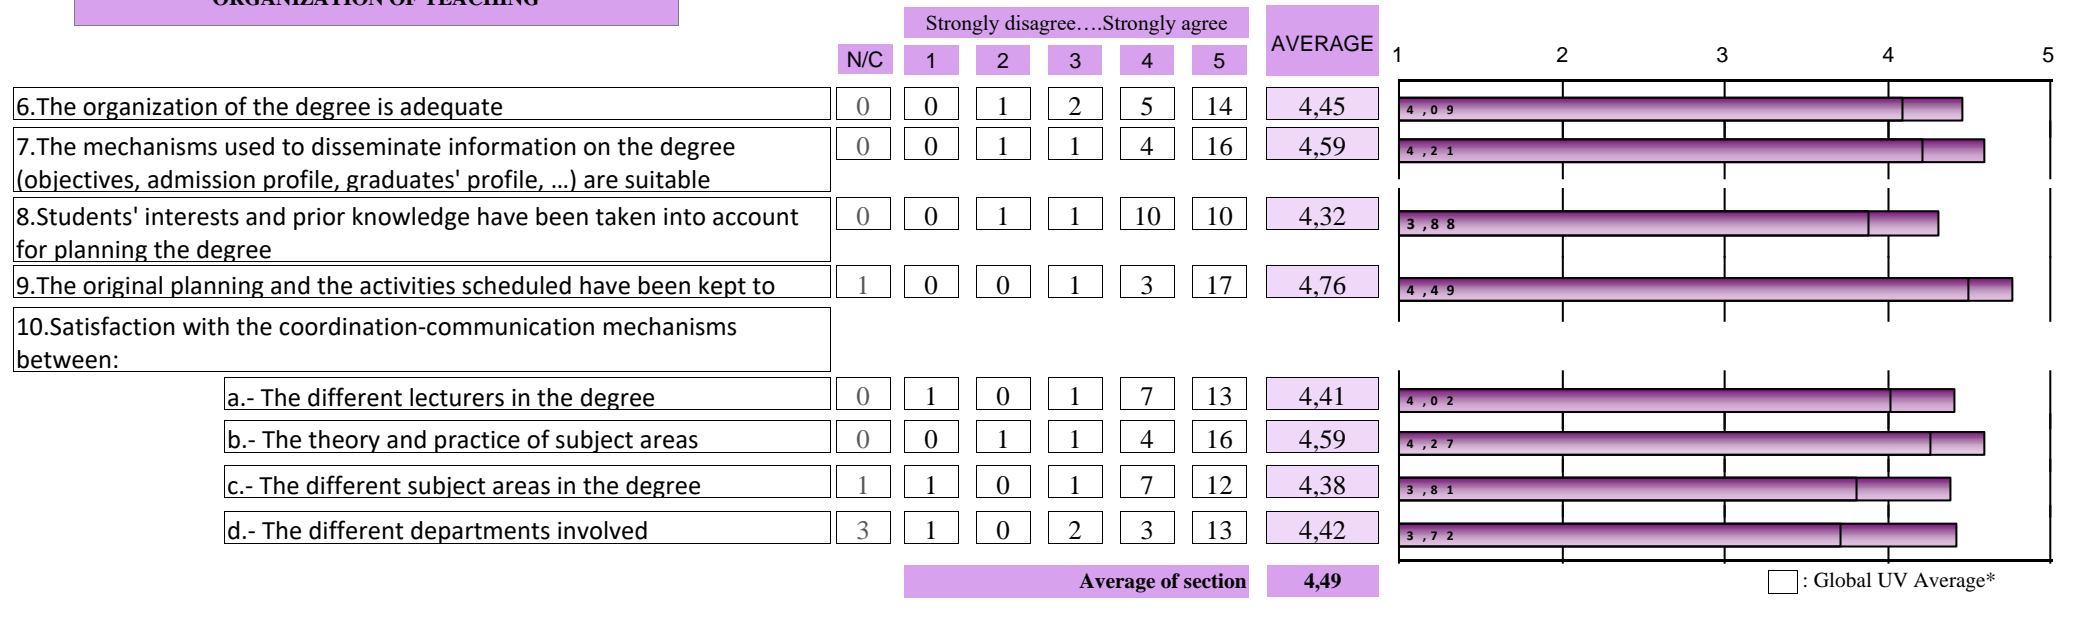 ORGANIZATION OF TEACHING
Strongly disagree….Strongly agree
AVERAGE
N/C 1 2 3 4 5
1 2 3 4 5
6.The organization of the degree is adequate 0 0 1 2 5 14 4,45 4,09
7.The mechanisms used to disseminate information on the degree 0 0 1 1 4 16 4,59 4,21
(objectives, admission profile, graduates' profile, …) are suitable
8.Students' interests and prior knowledge have been taken into account 0 0 1 1 10 10 4,32 3,88
for planning the degree
9.The original planning and the activities scheduled have been kept to 1 0 0 1 3 17 4,76 4,49
10.Satisfaction with the coordination-communication mechanisms
between:
a.- The different lecturers in the degree 0 1 0 1 7 13 4,41 4,02
b.- The theory and practice of subject areas 0 0 1 1 4 16 4,59 4,27
c.- The different subject areas in the degree 1 1 0 1 7 12 4,38 3,81
d.- The different departments involved 3 1 0 2 3 13 4,42 3,72
Average of section 4,49
: Global UV Average*